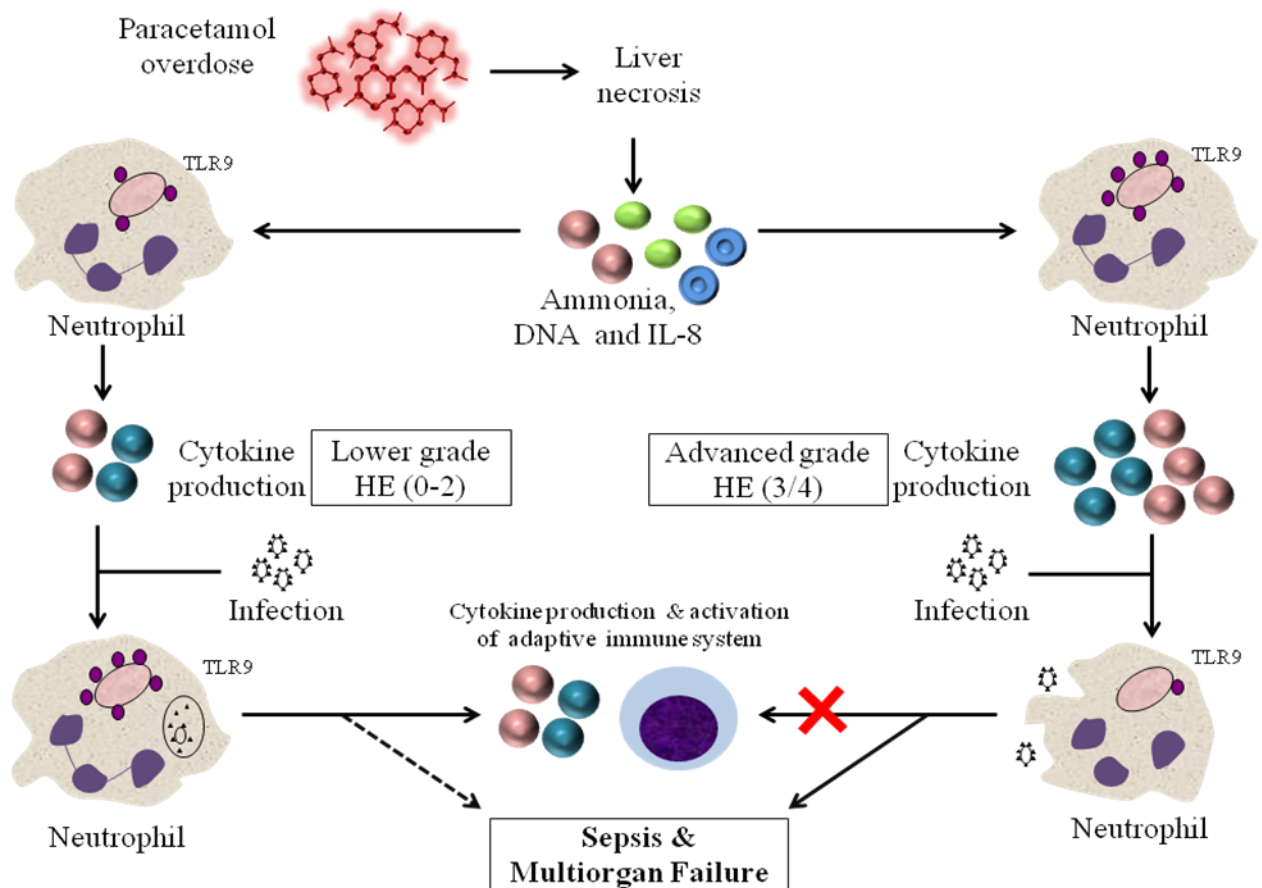 Paracetamol
overdose
Liver
necrosis
TLR9
TLR9
Neutrophil
Ammonia,
DNA and IL-8
Neutrophil
Cytokine
production
Lower grade
HE (0-2)
Advanced grade
HE (3/4)
Cytokine
production
Infection
Infection
Cytokine production & activation
of adaptive immune system
TLR9
TLR9
Neutrophil
Neutrophil
Sepsis &
Multiorgan Failure